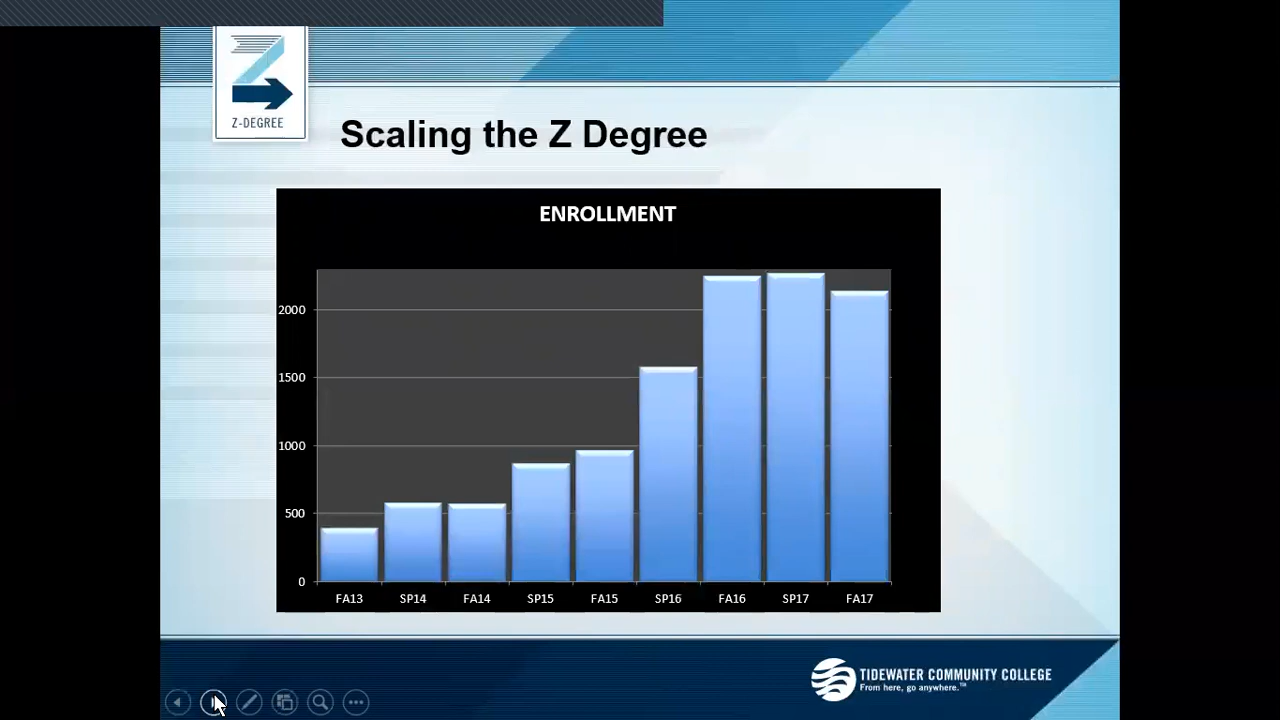 Z-DEGREE
Scaling the Z Degree
ENROLLMENT
2000
1500
1000
500
0
FA13 SP14 FA14 SP15 FA15 SP16 FA16 SP17 FA17
TIDEWATER COMMUNITY COLLEGE
From here, go anywhere.™